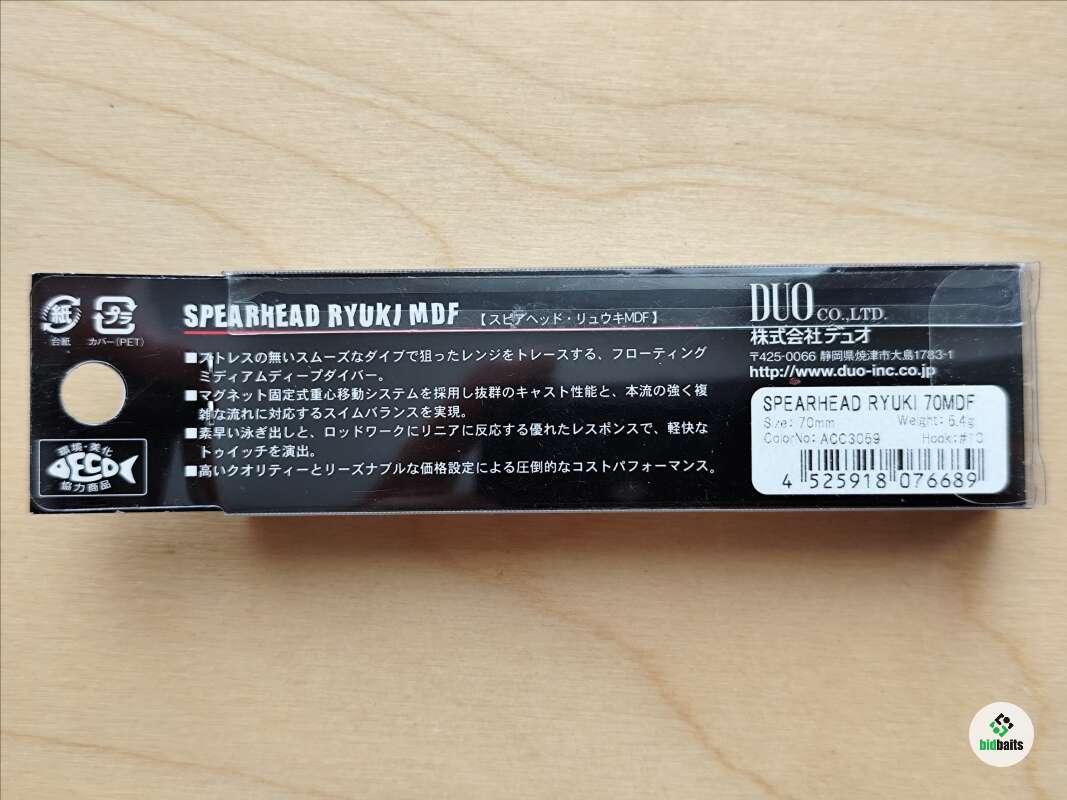 紙
台紙
プラ
カバー(PET)
SPEARHEAD RYUKI MDF 【スピアヘッド・リュウキMDF】
■ストレスの無いスムーズなダイブで狙ったレンジをトレースする、フローティング
ミディアムディープダイバー。
■マグネット固定式重心移動システムを採用し抜群のキャスト性能と、本流の強く複
雑な流れに対応するスイムバランスを実現。
■素早い泳ぎ出しと、ロッドワークにリニアに反応する優れたレスポンスで、軽快な
トゥイッチを演出。
■高いクオリティーとリーズナブルな価格設定による圧倒的なコストパフォーマンス。
環境・美化
ECO
協力商品
DUO CO.,LTD.
株式会社デュオ
〒425-0066 静岡県焼津市大島1783-1
http://www.duo-inc.co.jp
SPEARHEAD RYUKI 70MDF
Size: 70mm Weight: 6.4g
ColorNo: ACC3059 Hook: #10
4 525918 076689
bidbaits